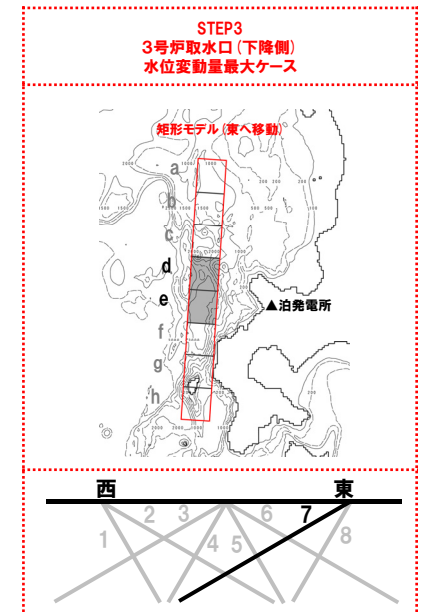 STEP3
3号炉取水口(下降側)
水位変動量最大ケース
矩形モデル(東へ移動)
a
b
c
d
e
▲泊発電所
f
g
h
西 東
1 2 3 4 5 6 7 8